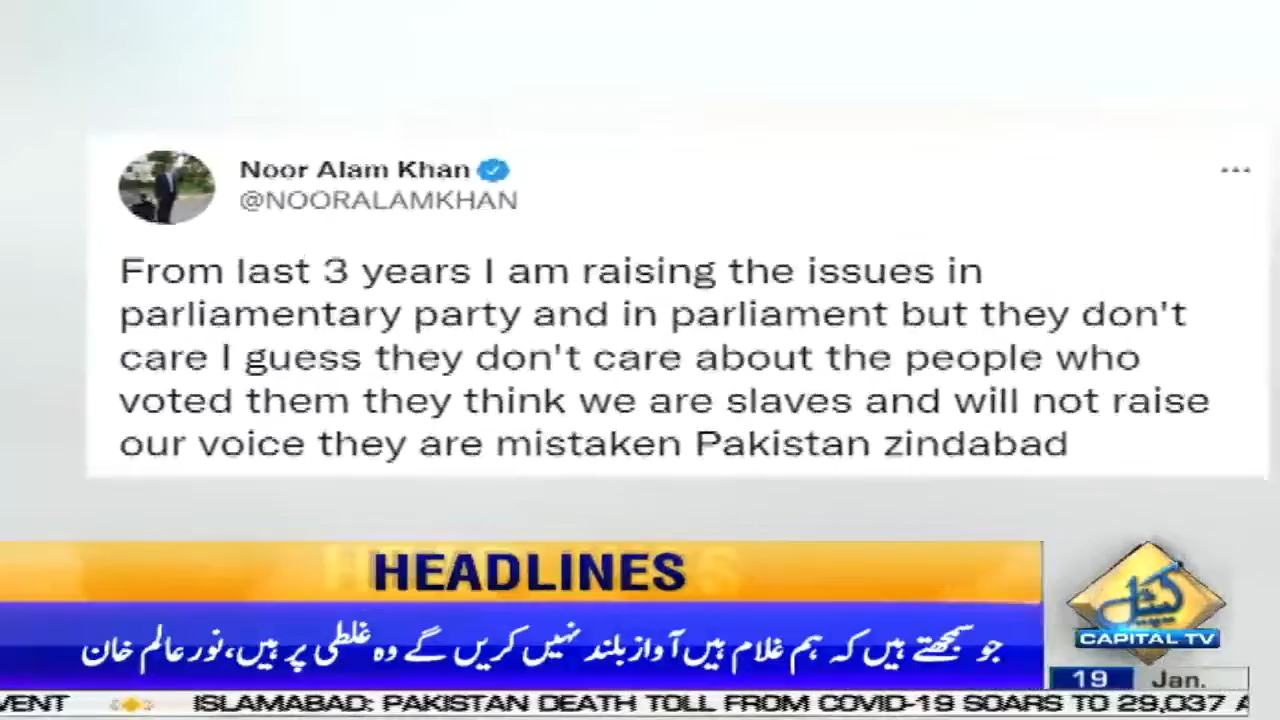 Noor Alam Khan
@NOORALAMKHAN
From last 3 years I am raising the issues in
parliamentary party and in parliament but they don't
care I guess they don't care about the people who
voted them they think we are slaves and will not raise
our voice they are mistaken Pakistan zindabad
HEADLINES
جو سمجھتے ہیں کہ ہم غلام ہیں آواز بلند نہیں کریں گے وہ غلطی پر ہیں،نور عالم خان
کیپیٹل
CAPITAL TV
19 Jan.
VENT ISLAMABAD: PAKISTAN DEATH TOLL FROM COVID-19 SOARS TO 29,037 A